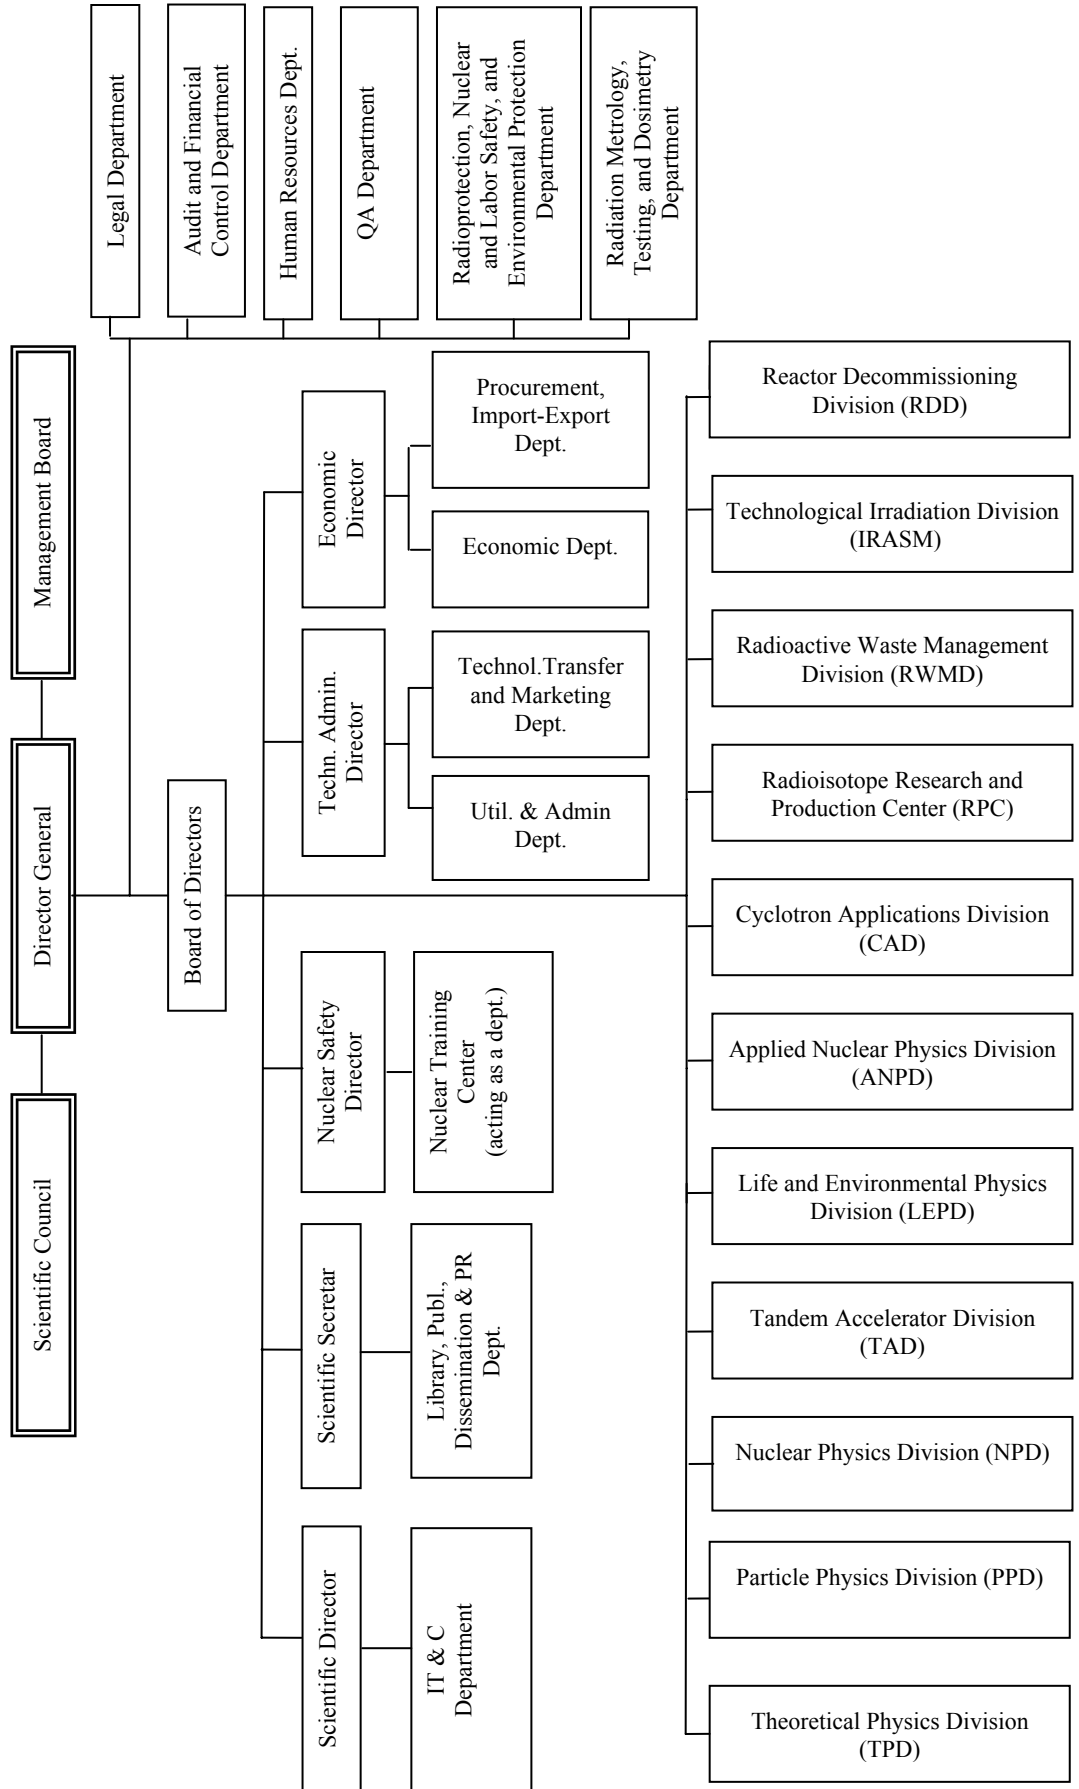 Scientific Council
Director General
Management Board
Board of Directors
Legal Department
Audit and Financial
Control Department
Human Resources Dept.
QA Department
Radioprotection, Nuclear
and Labor Safety, and
Environmental Protection
Department
Radiation Metrology,
Testing, and Dosimetry
Department
Scientific Director
Scientific Secretar
Nuclear Safety
Director
Techn. Admin.
Director
Economic
Director
IT & C
Department
Library, Publ.,
Dissemination & PR
Dept.
Nuclear Training
Center
(acting as a dept.)
Util. & Admin
Dept.
Technol.Transfer
and Marketing
Dept.
Economic Dept.
Procurement,
Import-Export
Dept.
Reactor Decommissioning
Division (RDD)
Technological Irradiation Division
(IRASM)
Radioactive Waste Management
Division (RWMD)
Radioisotope Research and
Production Center (RPC)
Cyclotron Applications Division
(CAD)
Applied Nuclear Physics Division
(ANPD)
Life and Environmental Physics
Division (LEPD)
Tandem Accelerator Division
(TAD)
Nuclear Physics Division (NPD)
Particle Physics Division (PPD)
Theoretical Physics Division
(TPD)